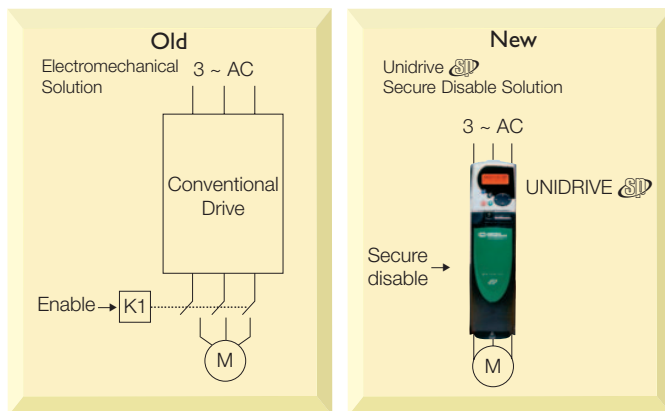 Old
Electromechanical
Solution
3 ~ AC
Conventional
Drive
Enable
K1
M
New
Unidrive SP
Secure Disable Solution
3 ~ AC
UNIDRIVE SP
Secure
disable
M